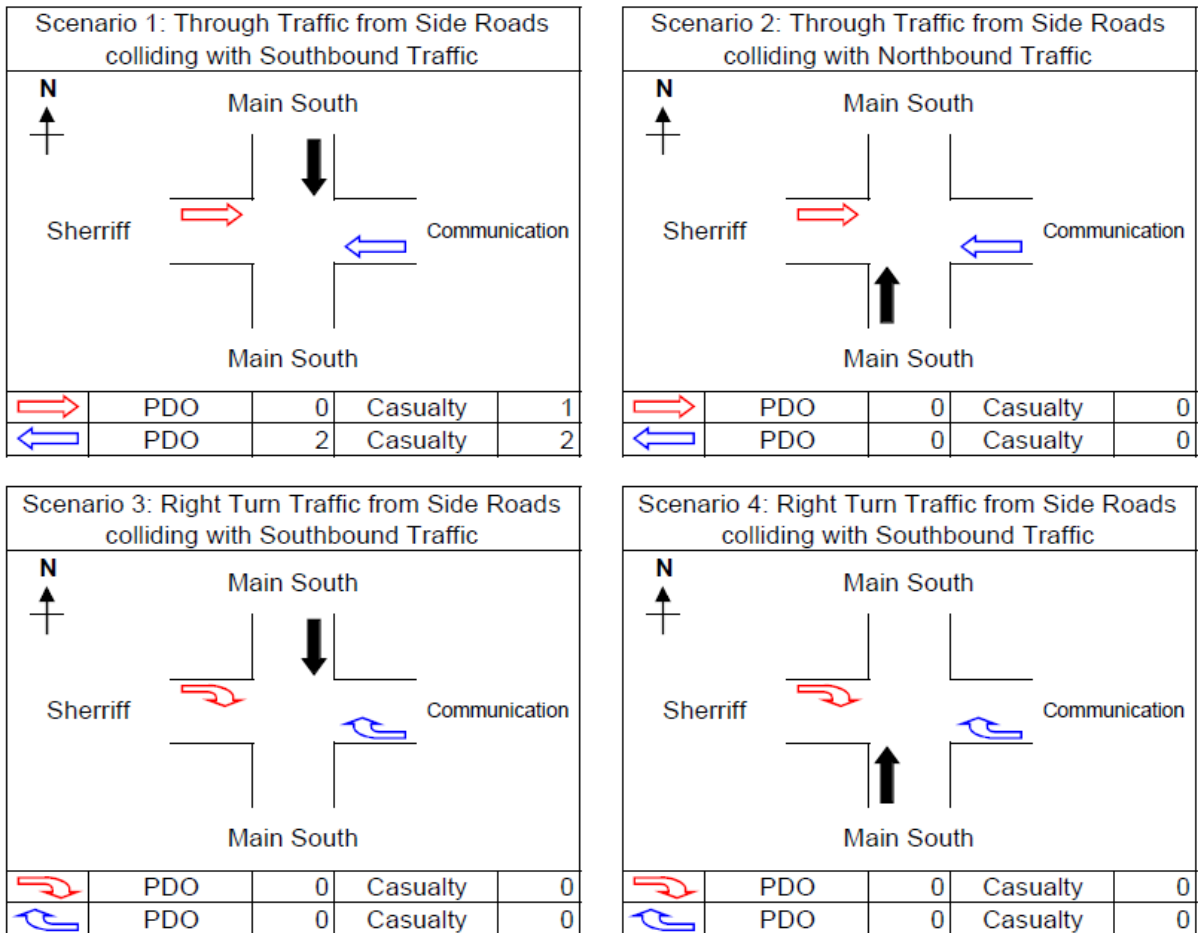 Scenario 1: Through Traffic from Side Roads
colliding with Southbound Traffic
N
Main South
Sherriff
Communication
Main South
PDO 0 Casualty 1
PDO 2 Casualty 2
Scenario 2: Through Traffic from Side Roads
colliding with Northbound Traffic
N
Main South
Sherriff
Communication
Main South
PDO 0 Casualty 0
PDO 0 Casualty 0
Scenario 3: Right Turn Traffic from Side Roads
colliding with Southbound Traffic
N
Main South
Sherriff
Communication
Main South
PDO 0 Casualty 0
PDO 0 Casualty 0
Scenario 4: Right Turn Traffic from Side Roads
colliding with Southbound Traffic
N
Main South
Sherriff
Communication
Main South
PDO 0 Casualty 0
PDO 0 Casualty 0